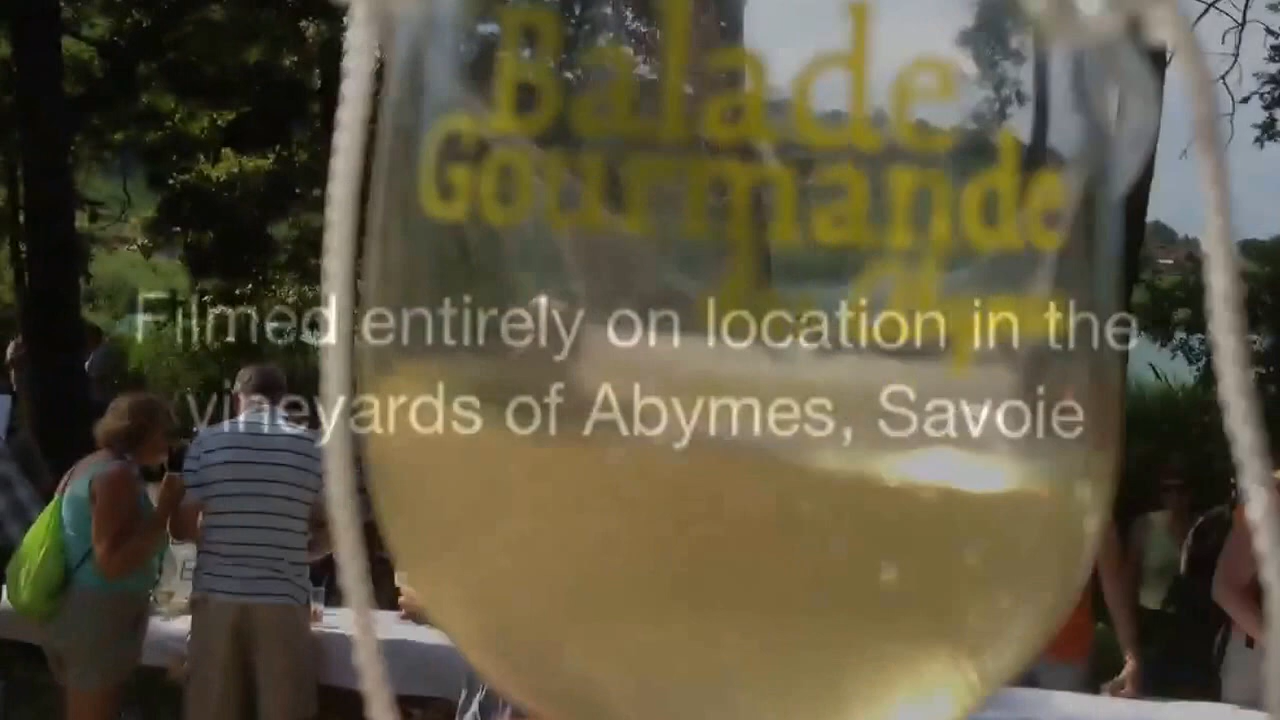 Balade
Gourmande
Filmed entirely on location in the
vineyards of Abymes, Savoie